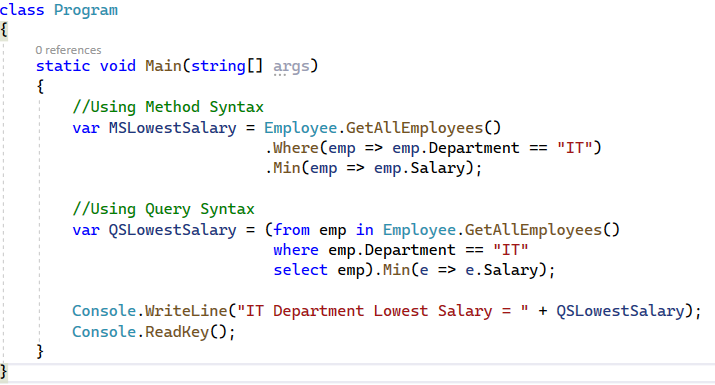 class Program
{
0 references
static void Main(string[] args)
{
//Using Method Syntax
var MSLowestSalary = Employee.GetAllEmployees()
.Where(emp => emp.Department == "IT")
.Min(emp => emp.Salary);
//Using Query Syntax
var QSLowestSalary = (from emp in Employee.GetAllEmployees()
where emp.Department == "IT"
select emp).Min(e => e.Salary);
Console.WriteLine("IT Department Lowest Salary = " + QSLowestSalary);
Console.ReadKey();
}
}